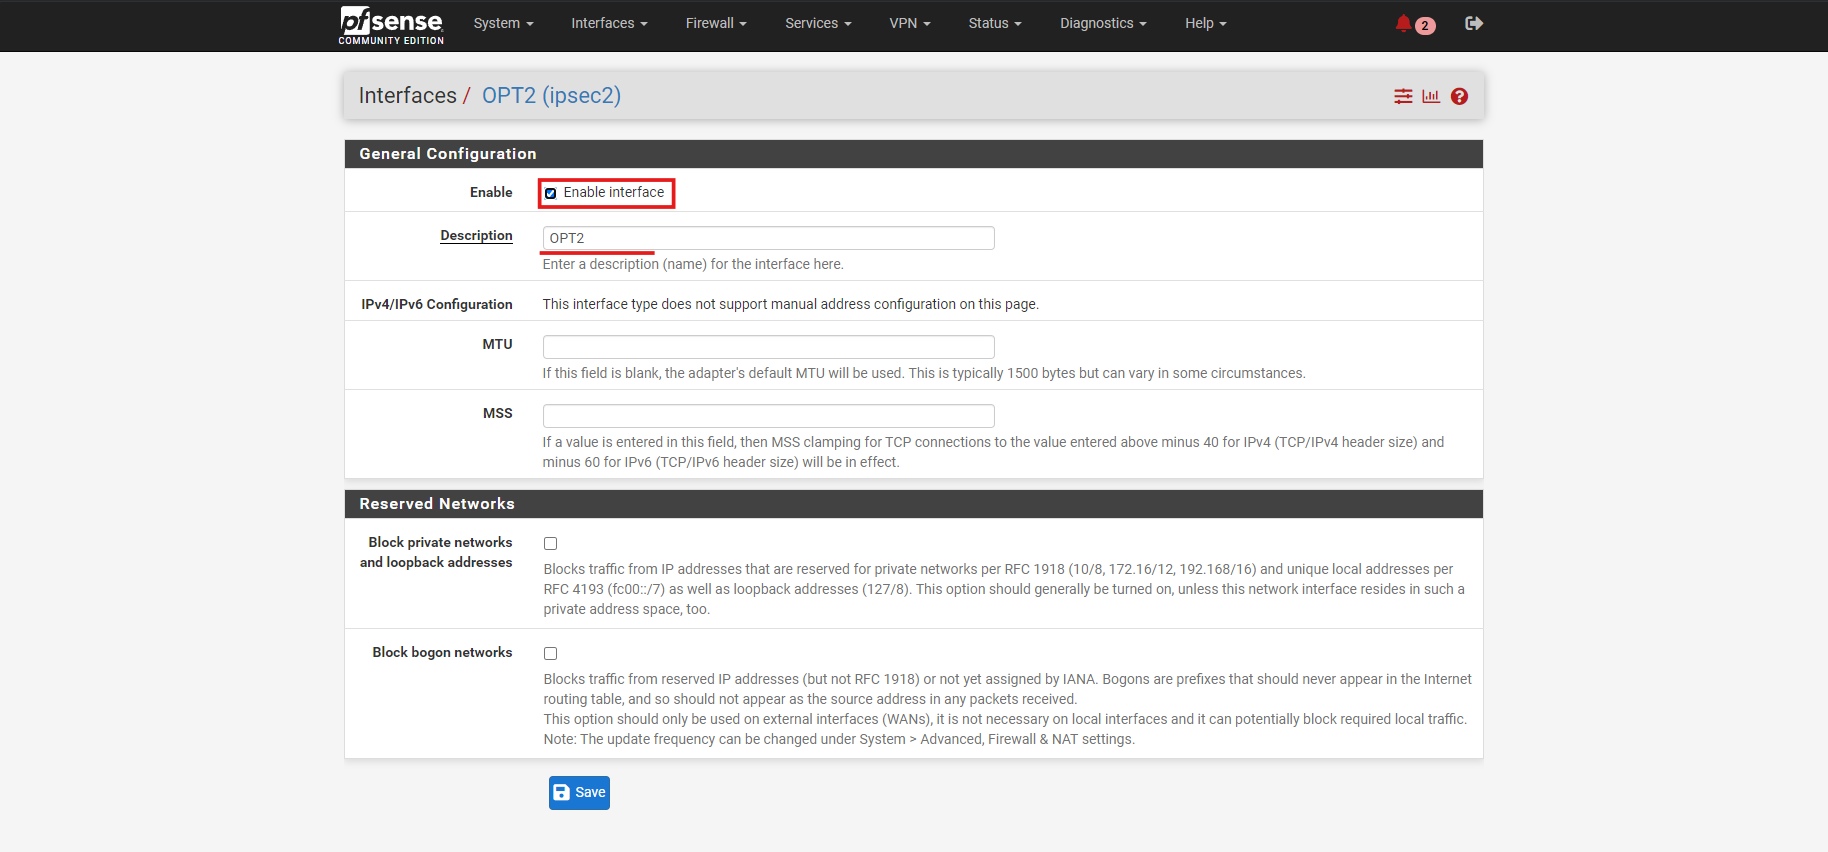 pfsense
COMMUNITY EDITION
System Interfaces Firewall Services VPN Status Diagnostics Help 2
Interfaces / OPT2 (ipsec2)
General Configuration
Enable Enable interface
Description OPT2
Enter a description (name) for the interface here.
IPv4/IPv6 Configuration This interface type does not support manual address configuration on this page.
MTU
If this field is blank, the adapter's default MTU will be used. This is typically 1500 bytes but can vary in some circumstances.
MSS
If a value is entered in this field, then MSS clamping for TCP connections to the value entered above minus 40 for IPv4 (TCP/IPv4 header size) and
minus 60 for IPv6 (TCP/IPv6 header size) will be in effect.
Reserved Networks
Block private networks
and loopback addresses
Blocks traffic from IP addresses that are reserved for private networks per RFC 1918 (10/8, 172.16/12, 192.168/16) and unique local addresses per
RFC 4193 (fc00::/7) as well as loopback addresses (127/8). This option should generally be turned on, unless this network interface resides in such a
private address space, too.
Block bogon networks
Blocks traffic from reserved IP addresses (but not RFC 1918) or not yet assigned by IANA. Bogons are prefixes that should never appear in the Internet
routing table, and so should not appear as the source address in any packets received.
This option should only be used on external interfaces (WANs), it is not necessary on local interfaces and it can potentially block required local traffic.
Note: The update frequency can be changed under System > Advanced, Firewall & NAT settings.
Save